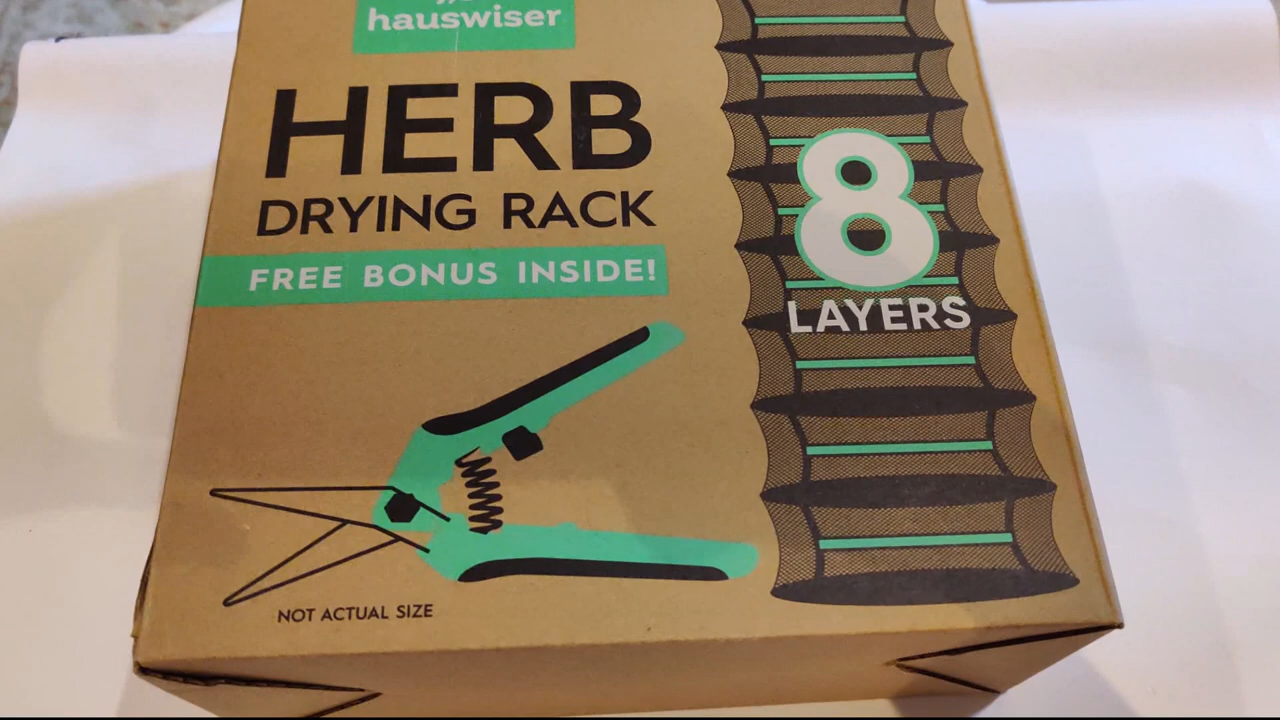 hauswiser
HERB
DRYING RACK
FREE BONUS INSIDE!
8
LAYERS
NOT ACTUAL SIZE